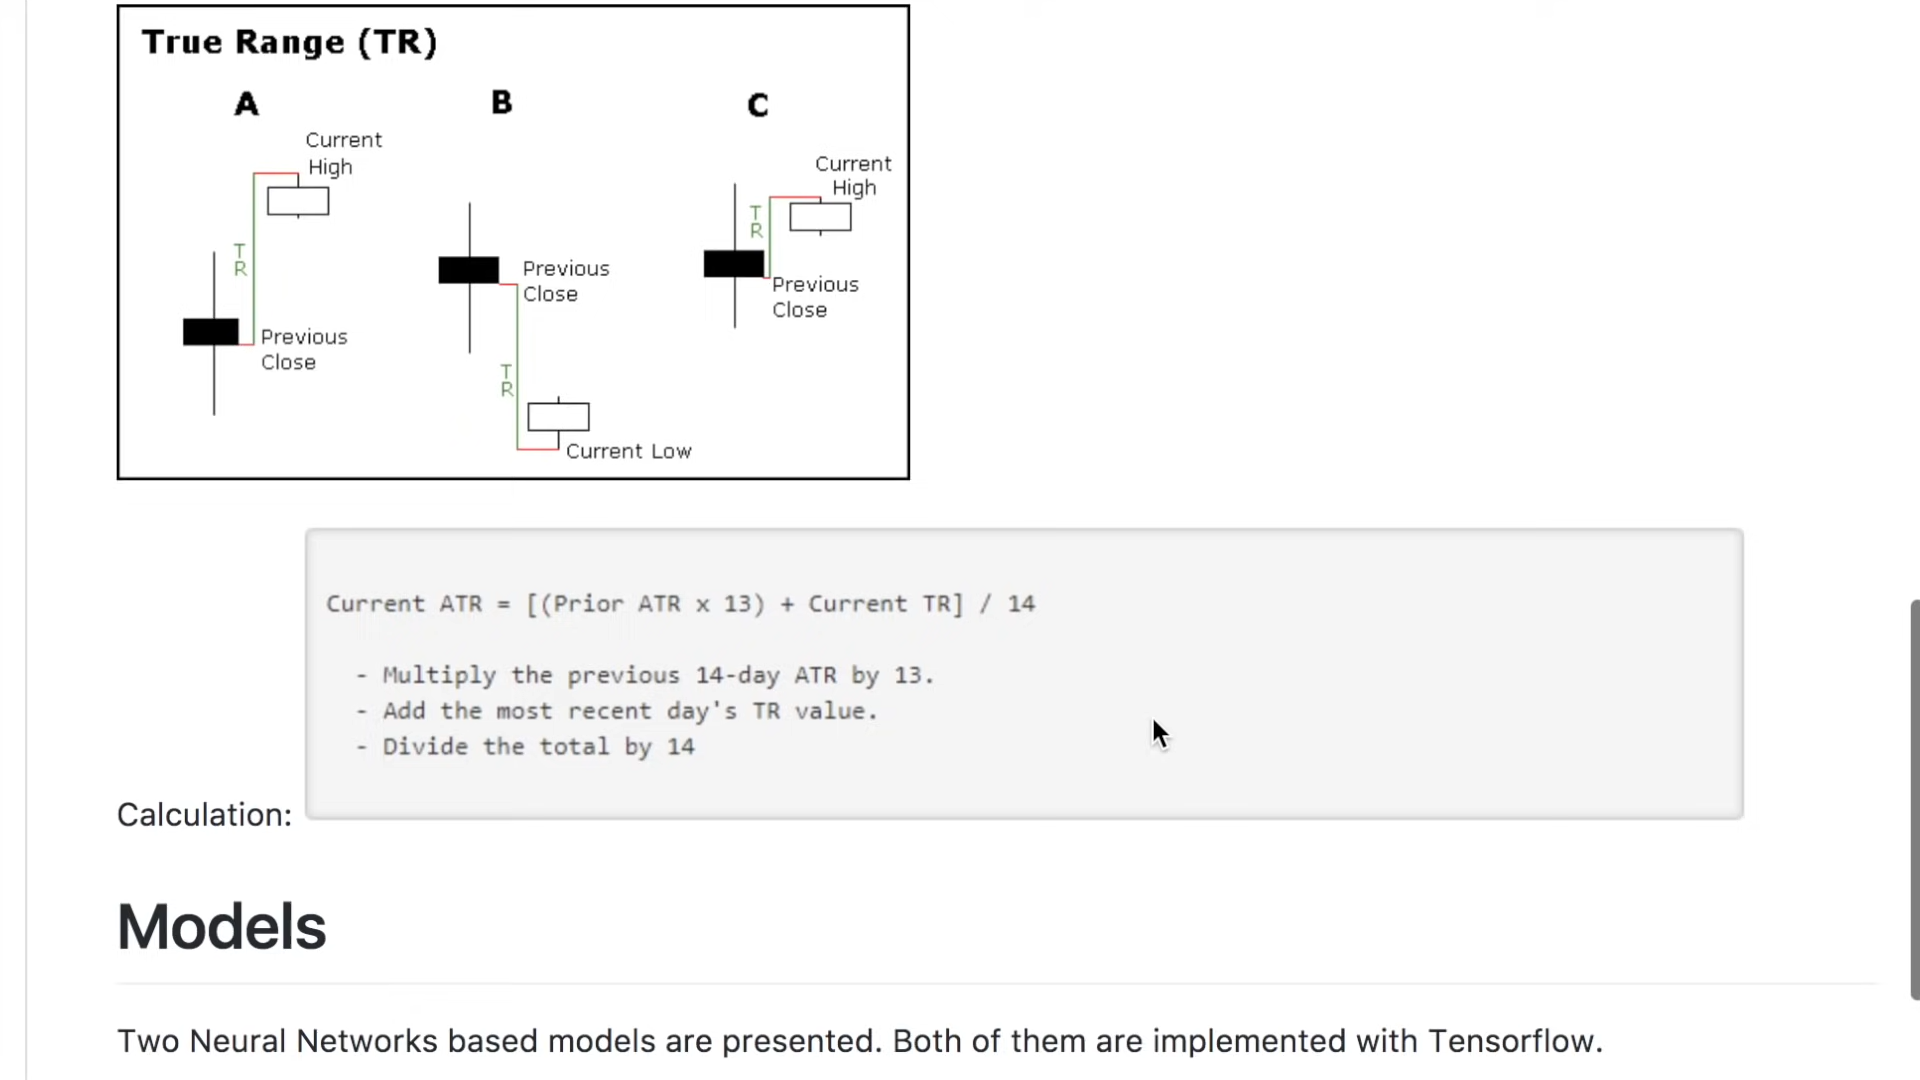 True Range (TR)
A
B
C
Current
High
T
R
Previous
Close
Previous
Close
T
R
Current Low
Current
High
T
R
Previous
Close
Current ATR = [(Prior ATR x 13) + Current TR] / 14
- Multiply the previous 14-day ATR by 13.
- Add the most recent day's TR value.
- Divide the total by 14
Calculation:
Models
Two Neural Networks based models are presented. Both of them are implemented with Tensorflow.